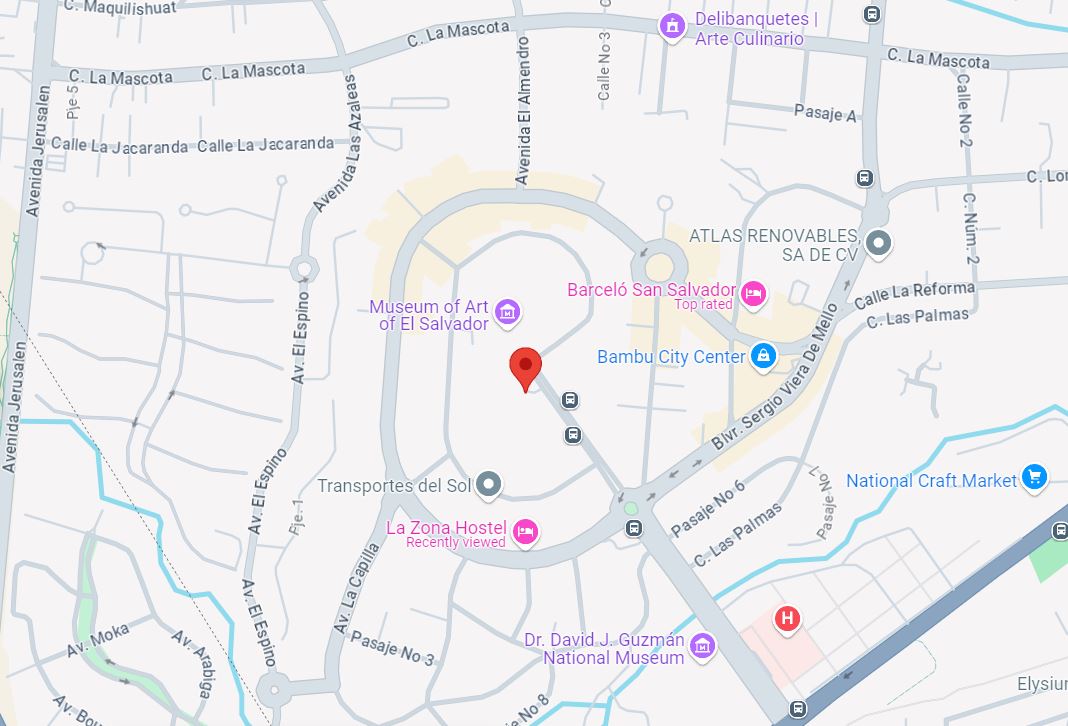 C. Maquilishuat
Delibanquetes |
Arte Culinario
C. La Mascota
C. La Mascota
C. La Mascota
C. La Mascota
Avenida Jerusalen
Pje 5
Avenida Las Azaleas
Avenida El Almendro
Calle No 3
Pasaje A
Calle No 2
Calle La Jacaranda
Calle La Jacaranda
C. Lor
C. Núm. 2
ATLAS RENOVABLES,
SA DE CV
Barceló San Salvador
Top rated
Calle La Reforma
C. Las Palmas
Museum of Art
of El Salvador
Av. El Espino
Bambu City Center
Blvr. Sergio Viera De Mello
Avenida Jerusalen
Av. El Espino
Pje. 1
Transportes del Sol
National Craft Market
Pasaje No 7
Pasaje No 6
C. Las Palmas
La Zona Hostel
Recently viewed
Av. La Capilla
Av. El Espino
H
Av. Moka
Av. Arabiga
Pasaje No 3
Dr. David J. Guzmán
National Museum
Elysiu
Av. Bou
e No 8